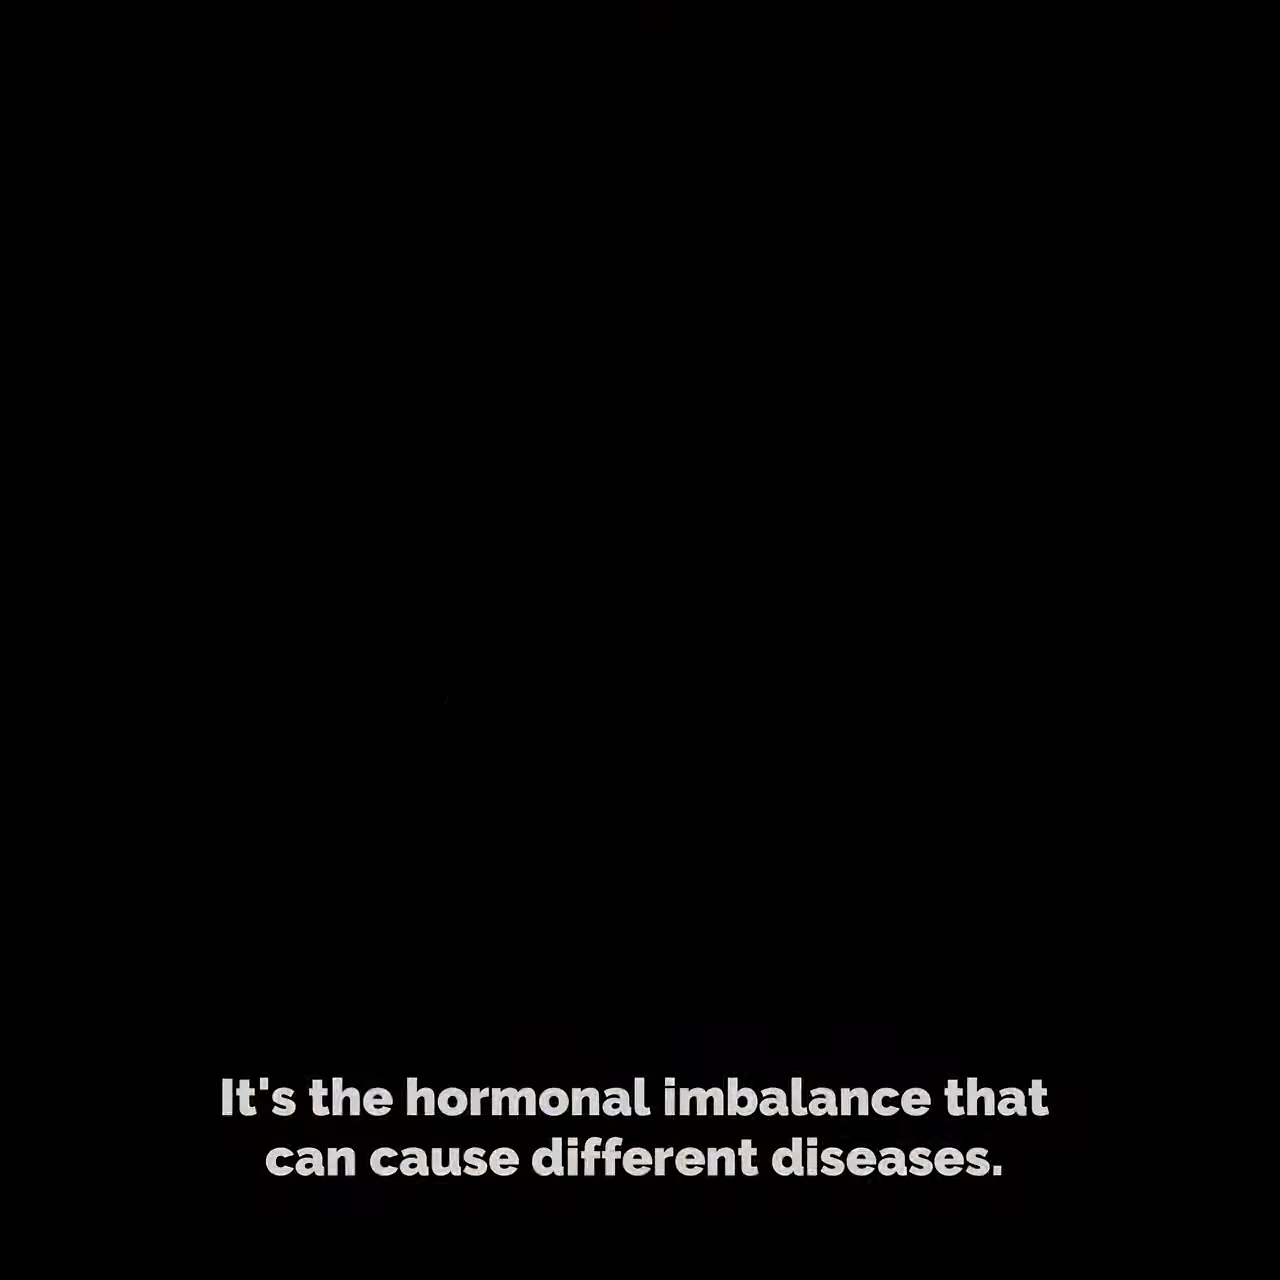 It's the hormonal imbalance that
can cause different diseases.